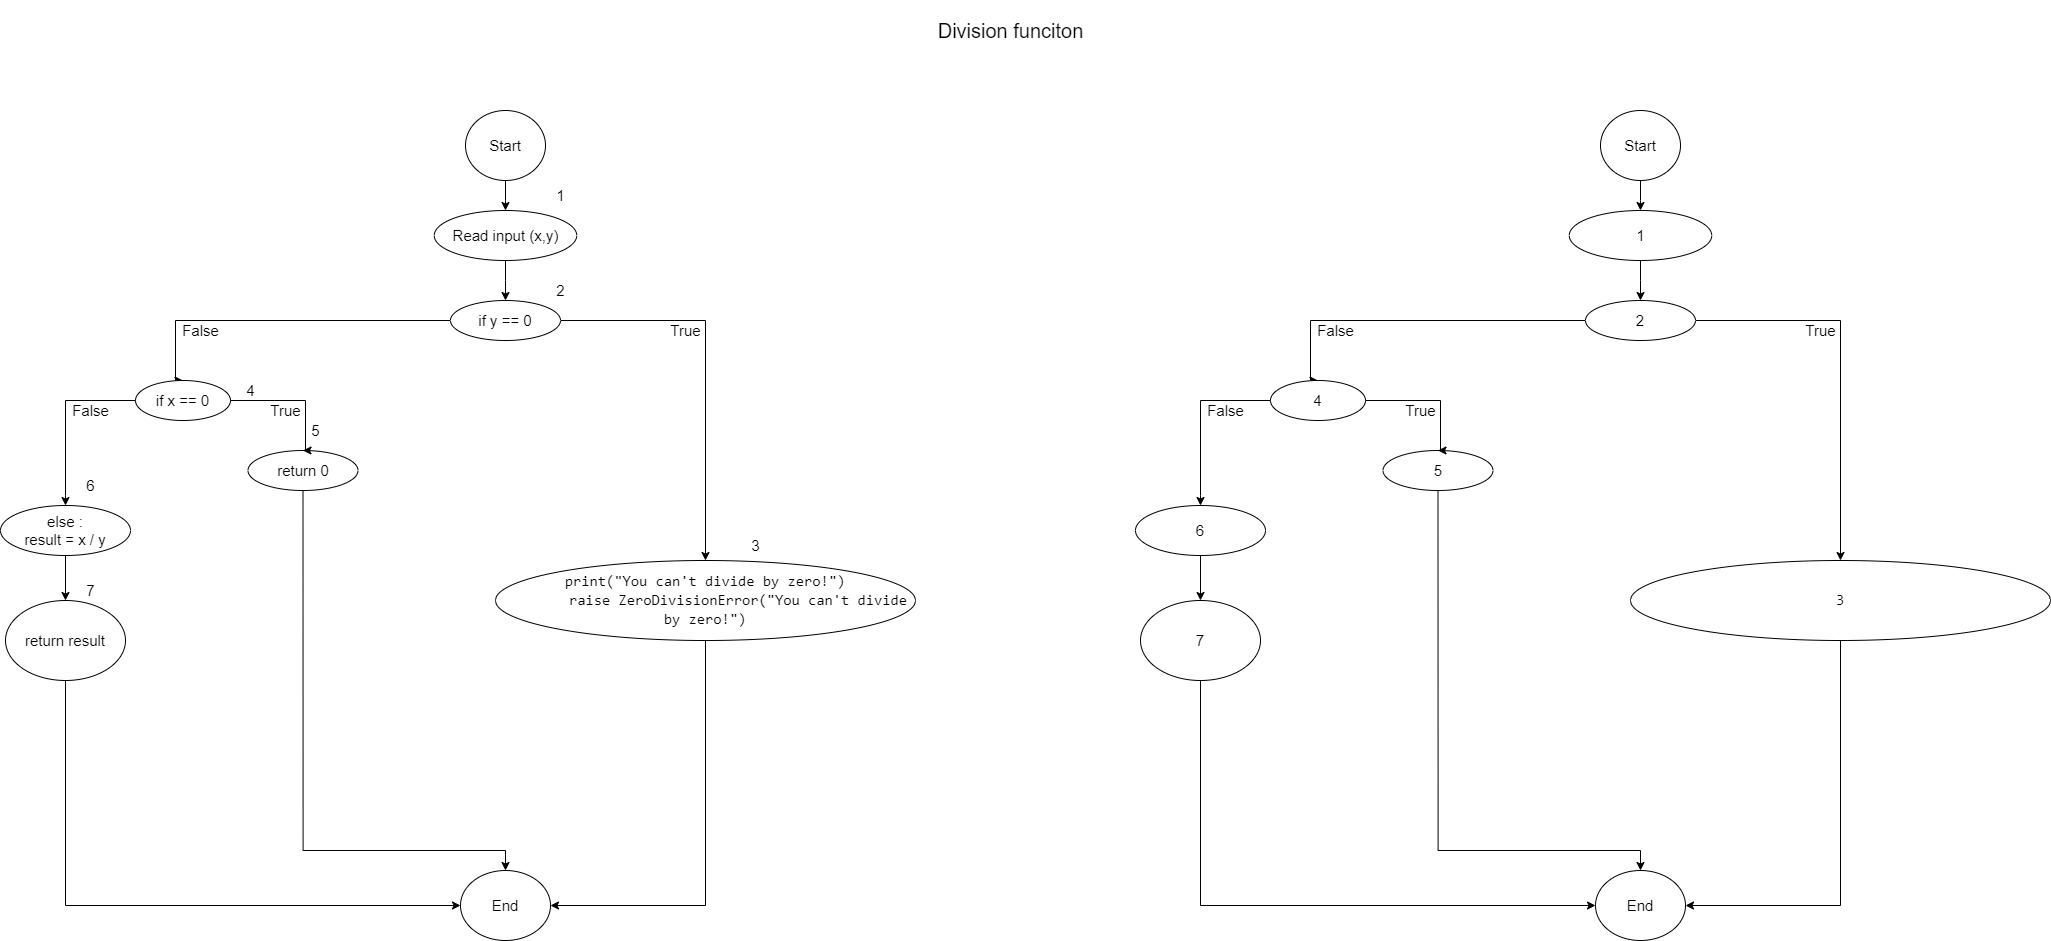 Division funciton
Start
1
Read input (x,y)
2
if y == 0
False
True
if x == 0
4
False
True
5
return 0
6
else :
result = x / y
7
return result
3
print("You can't divide by zero!")
raise ZeroDivisionError("You can't divide
by zero!")
End
Start
1
2
False
True
4
False
True
5
6
7
3
End